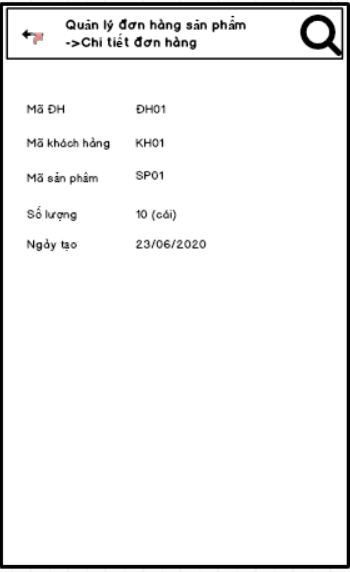 Quản lý đơn hàng sản phẩm
->Chi tiết đơn hàng
Mã ĐH ĐH01
Mã khách hàng KH01
Mã sản phâm SP01
Số lượng 10 (cái)
Ngày tạo 23/06/2020